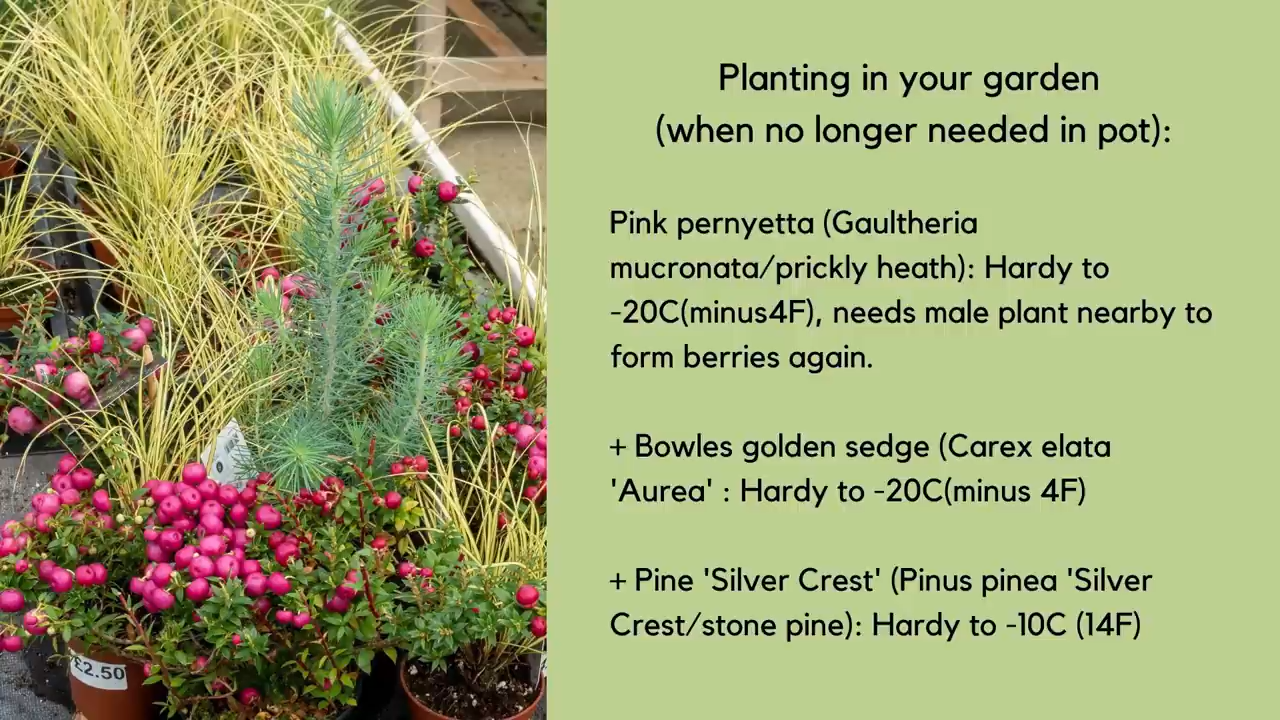 Planting in your garden
(when no longer needed in pot):
Pink pernyetta (Gaultheria
mucronata/prickly heath): Hardy to
-20C(minus4F), needs male plant nearby to
form berries again.
+ Bowles golden sedge (Carex elata
'Aurea' : Hardy to -20C(minus 4F)
+ Pine 'Silver Crest' (Pinus pinea 'Silver
Crest/stone pine): Hardy to -10C (14F)
£2.50